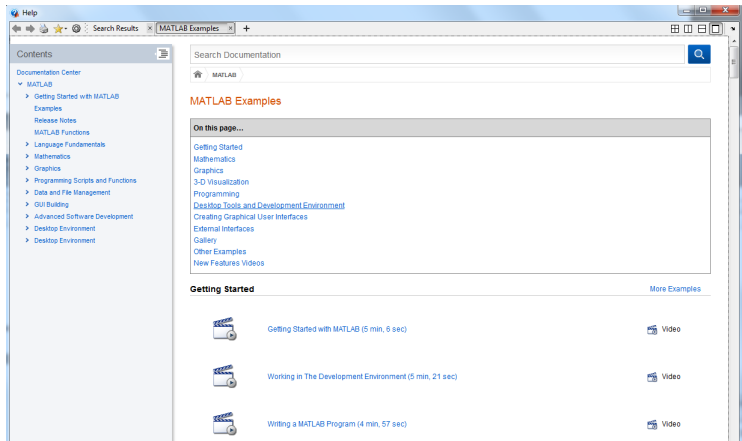 Help
Search Results
MATLAB Examples
Contents
Documentation Center
MATLAB
Getting Started with MATLAB
Examples
Release Notes
MATLAB Functions
Language Fundamentals
Mathematics
Graphics
Programming Scripts and Functions
Data and File Management
GUI Building
Advanced Software Development
Desktop Environment
Desktop Environment
Search Documentation
MATLAB
MATLAB Examples
On this page...
Getting Started
Mathematics
Graphics
3-D Visualization
Programming
Desktop Tools and Development Environment
Creating Graphical User Interfaces
External Interfaces
Gallery
Other Examples
New Features Videos
Getting Started More Examples
Getting Started with MATLAB (5 min, 6 sec) Video
Working in The Development Environment (5 min, 21 sec) Video
Writing a MATLAB Program (4 min, 57 sec) Video